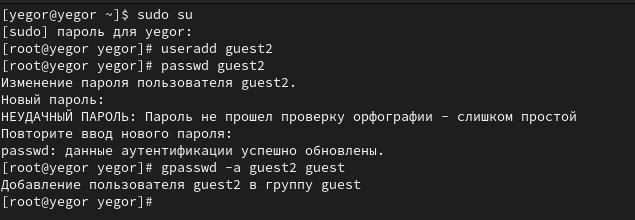 [yegor@yegor ~]$ sudo su
[sudo] пароль для yegor:
[root@yegor yegor]# useradd guest2
[root@yegor yegor]# passwd guest2
Изменение пароля пользователя guest2.
Новый пароль:
НЕУДАЧНЫЙ ПАРОЛЬ: Пароль не прошел проверку орфографии - слишком простой
Повторите ввод нового пароля:
passwd: данные аутентификации успешно обновлены.
[root@yegor yegor]# gpasswd -a guest2 guest
Добавление пользователя guest2 в группу guest
[root@yegor yegor]#